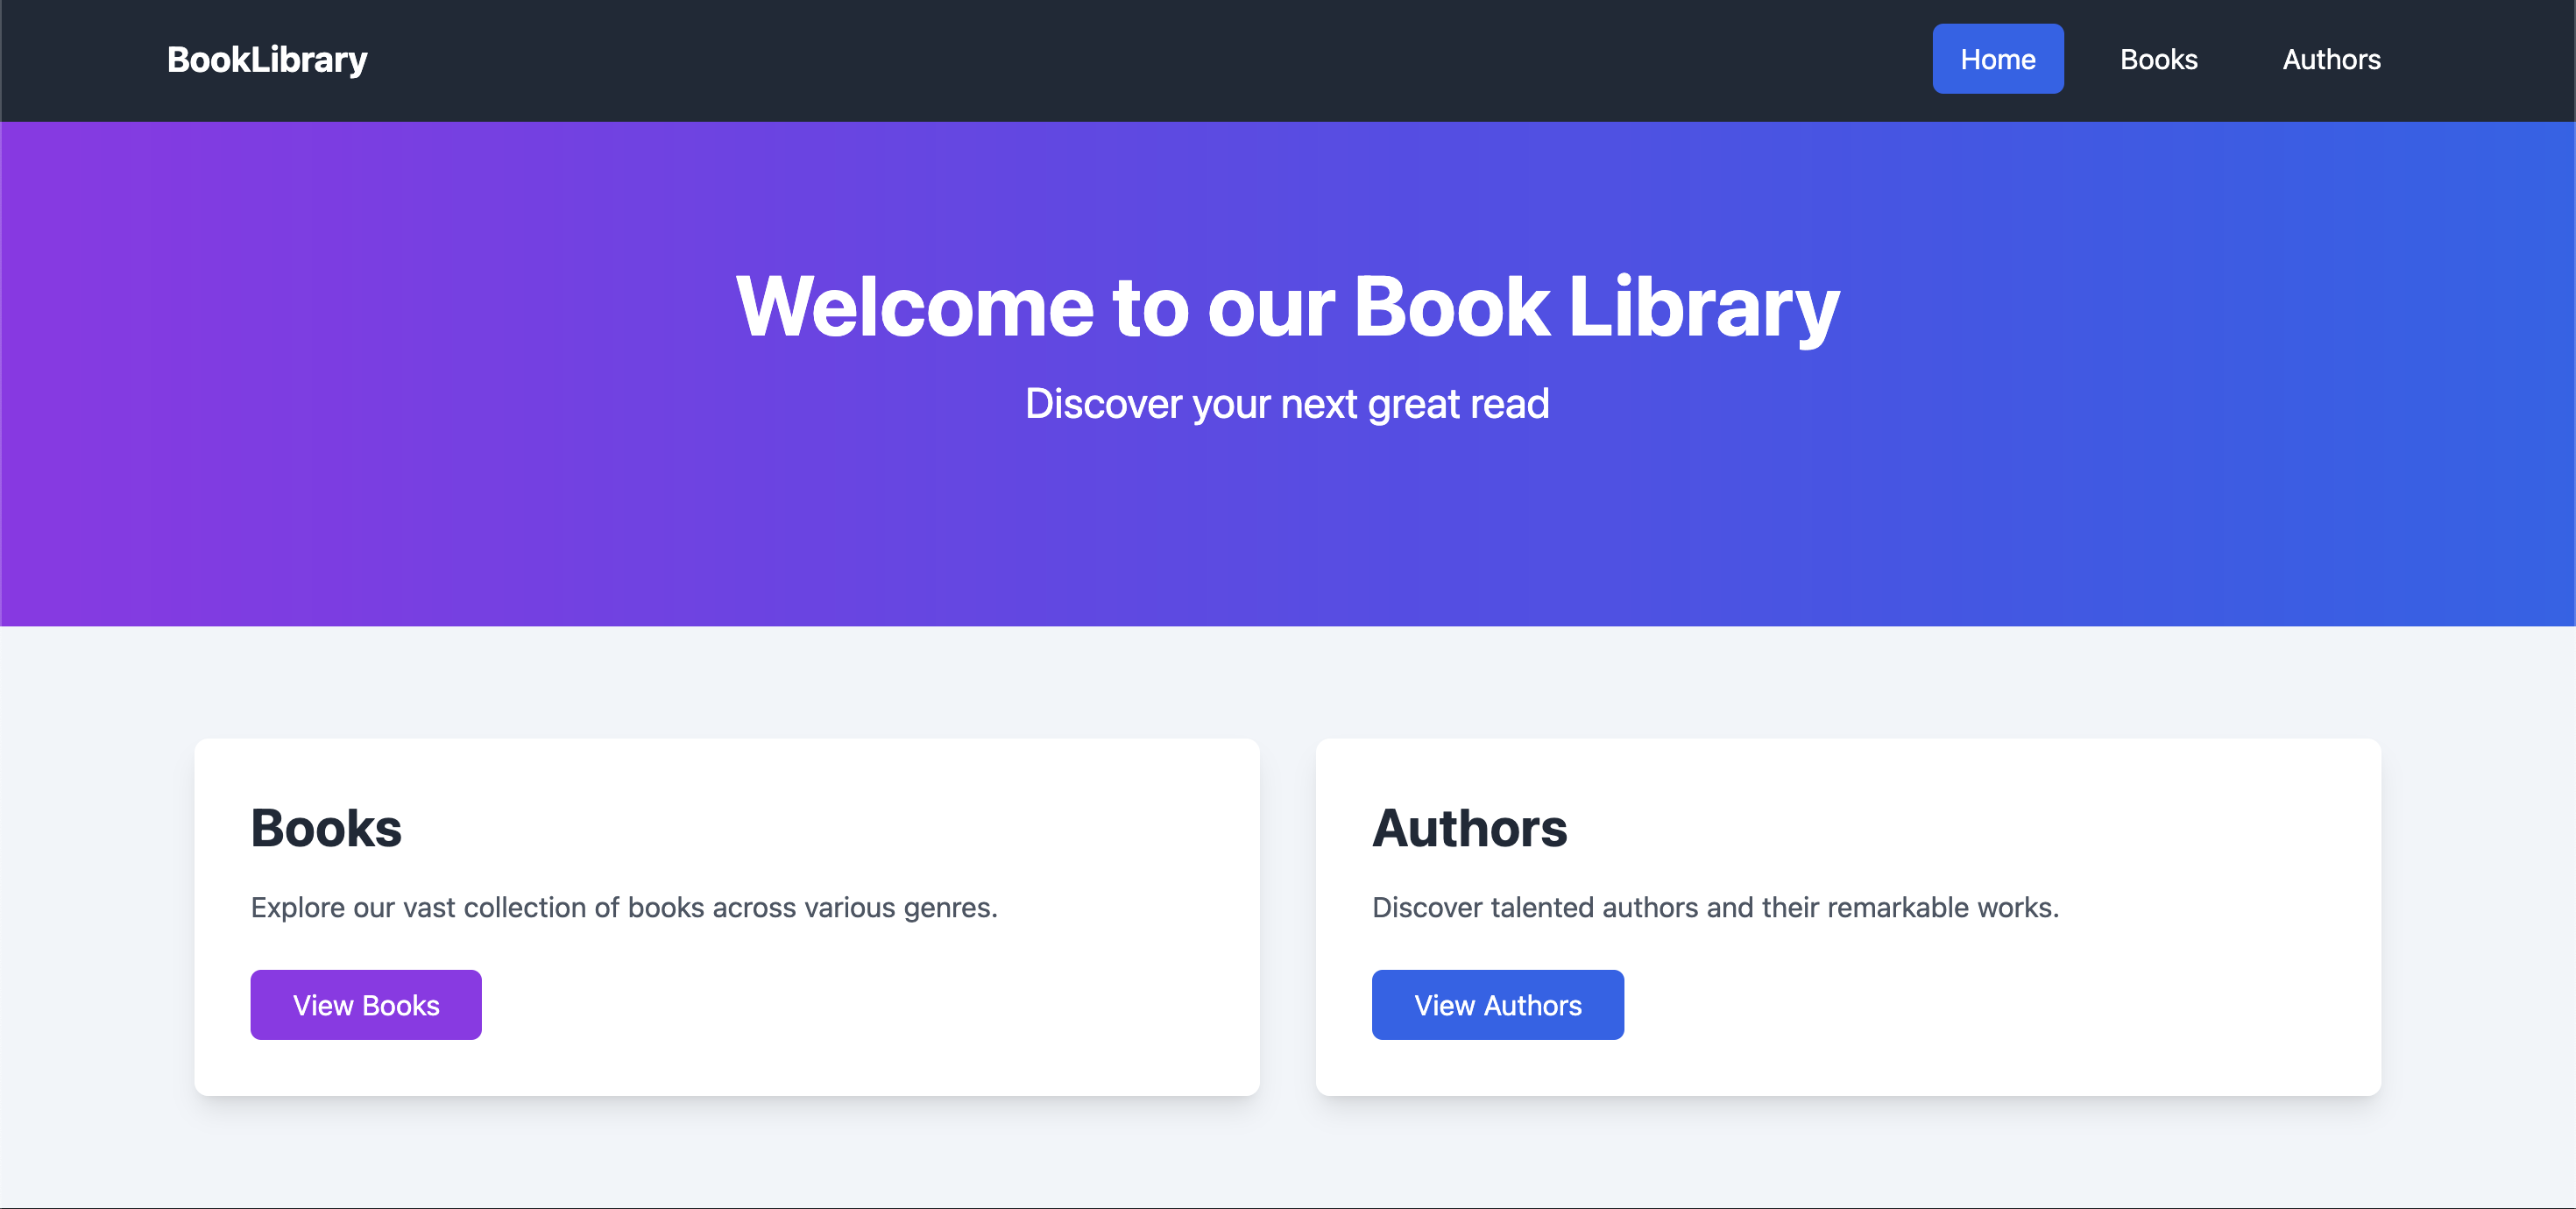 BookLibrary
Home
Books
Authors
Welcome to our Book Library
Discover your next great read
Books
Explore our vast collection of books across various genres.
View Books
Authors
Discover talented authors and their remarkable works.
View Authors